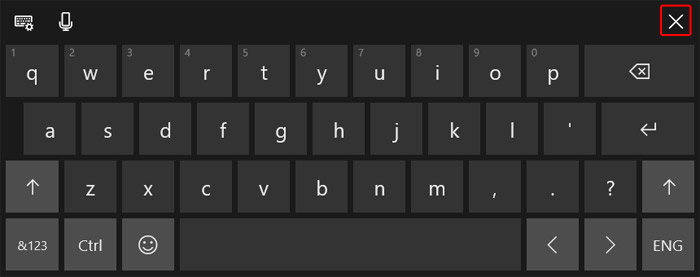 1 2 3 4 5 6 7 8 9 0
q w e r t y u i o p
a s d f g h j k l '
z x c v b n m , . ?
&123 Ctrl ENG